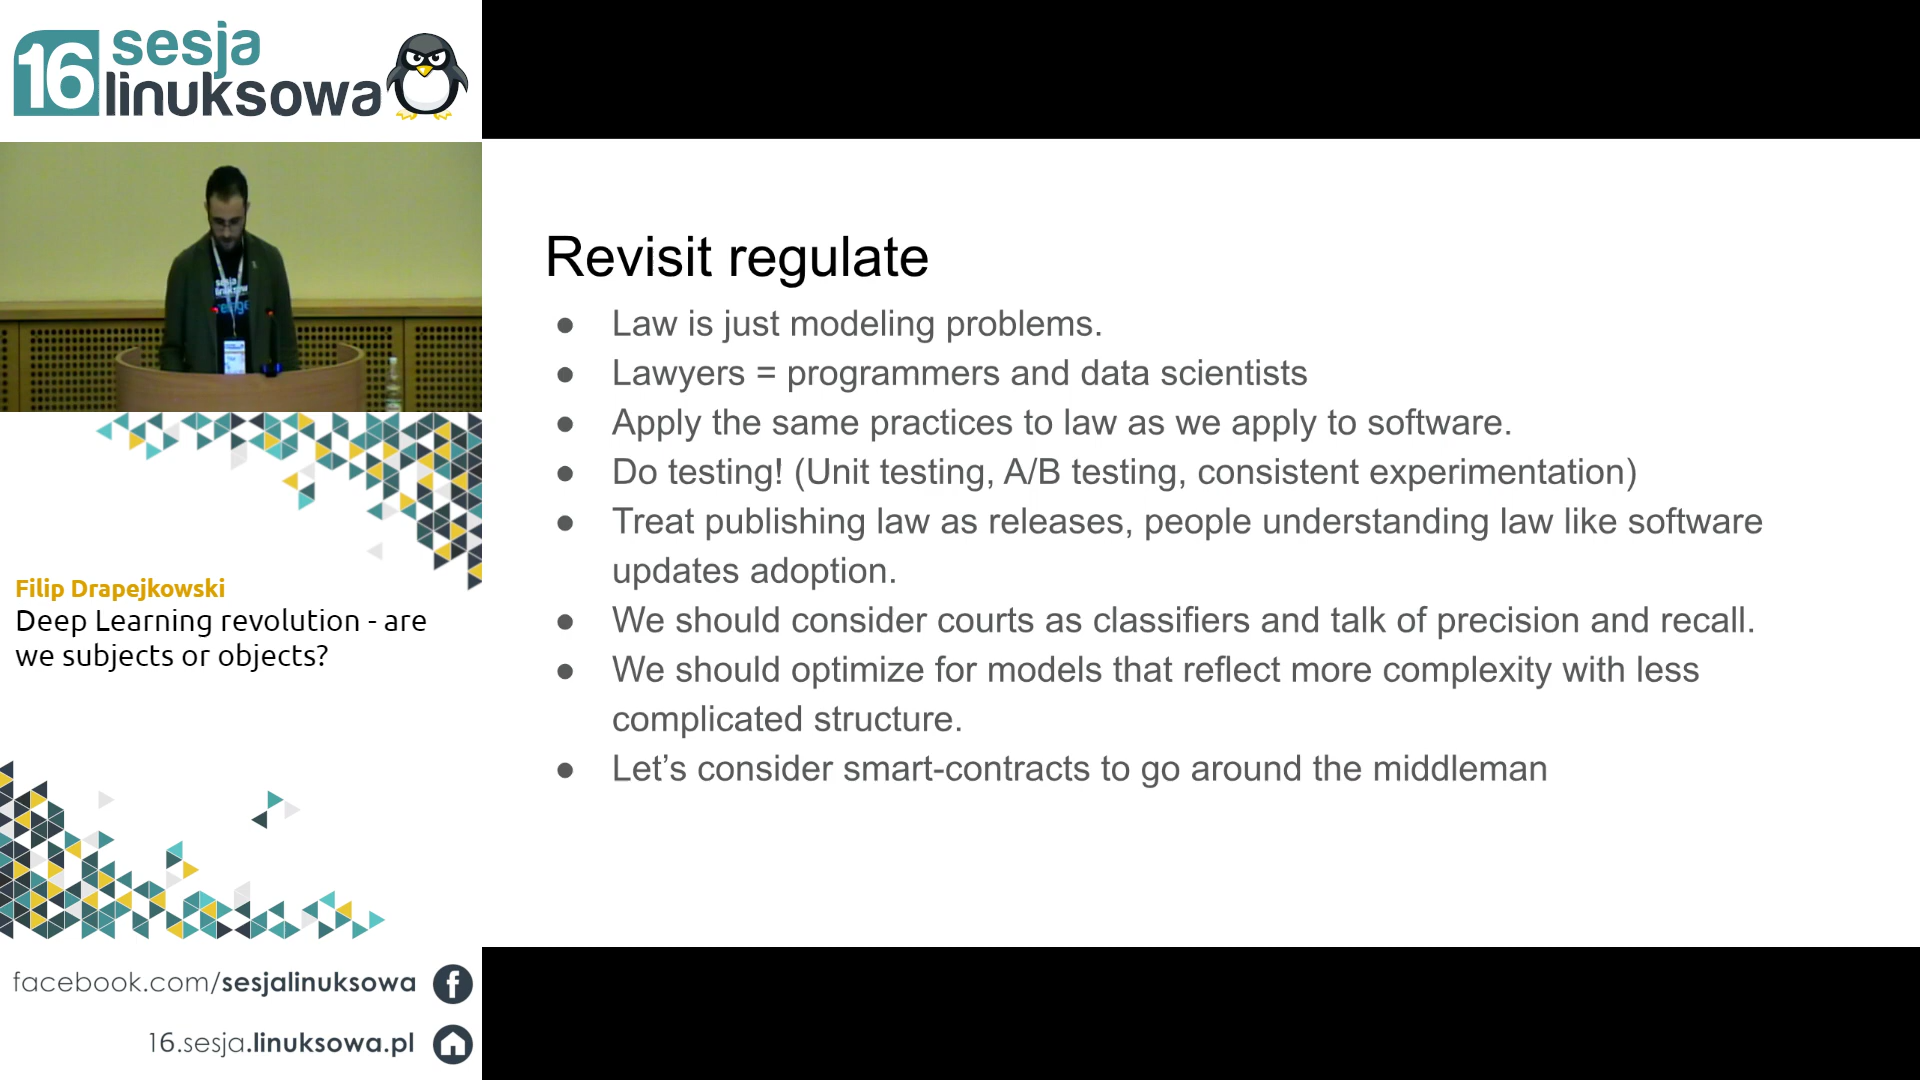 16 sesja
linuksowa
Filip Drapejkowski
Deep Learning revolution - are
we subjects or objects?
facebook.com/sesjalinuksowa
16.sesja.linuksowa.pl
Revisit regulate
● Law is just modeling problems.
● Lawyers = programmers and data scientists
● Apply the same practices to law as we apply to software.
● Do testing! (Unit testing, A/B testing, consistent experimentation)
● Treat publishing law as releases, people understanding law like software
updates adoption.
● We should consider courts as classifiers and talk of precision and recall.
● We should optimize for models that reflect more complexity with less
complicated structure.
● Let’s consider smart-contracts to go around the middleman